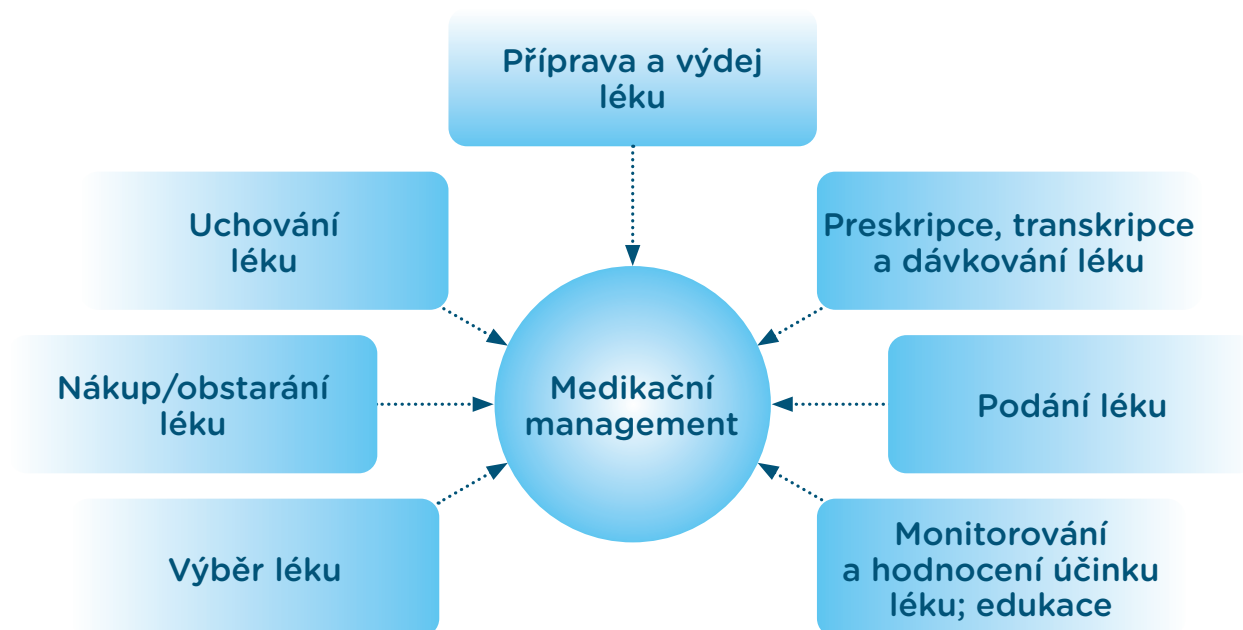 Příprava a výdej
léku
Uchování
léku
Preskripce, transkripce
a dávkování léku
Nákup/obstarání
léku
Medikační
management
Podání léku
Výběr léku
Monitorování
a hodnocení účinku
léku; edukace